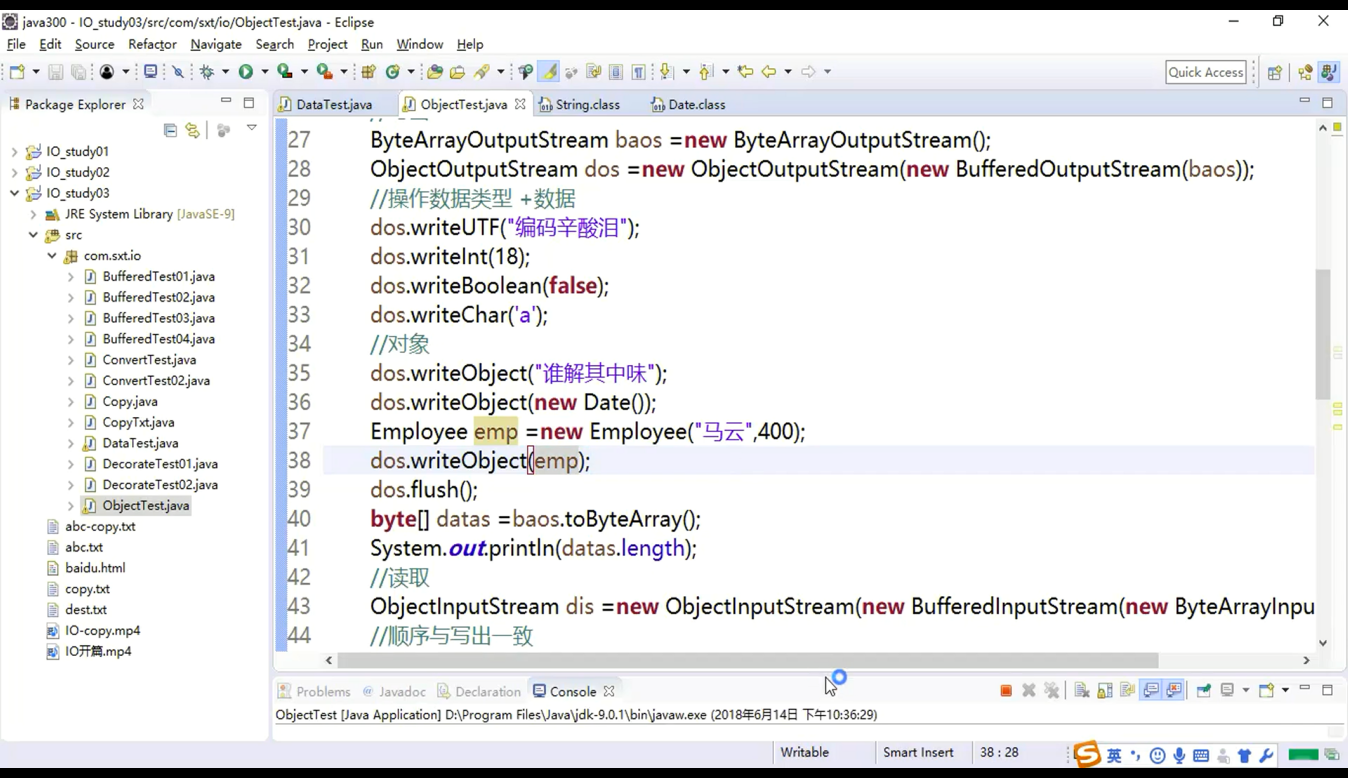 java300 - IO_study03/src/com/sxt/io/ObjectTest.java - Eclipse
File Edit Source Refactor Navigate Search Project Run Window Help
Quick Access
Package Explorer
IO_study01
IO_study02
IO_study03
JRE System Library [JavaSE-9]
src
com.sxt.io
BufferedTest01.java
BufferedTest02.java
BufferedTest03.java
BufferedTest04.java
ConvertTest.java
ConvertTest02.java
Copy.java
CopyTxt.java
DataTest.java
DecorateTest01.java
DecorateTest02.java
ObjectTest.java
abc-copy.txt
abc.txt
baidu.html
copy.txt
dest.txt
IO-copy.mp4
IO开篇.mp4
DataTest.java ObjectTest.java String.class Date.class
27 ByteArrayOutputStream baos =new ByteArrayOutputStream();
28 ObjectOutputStream dos =new ObjectOutputStream(new BufferedOutputStream(baos));
29 //操作数据类型 +数据
30 dos.writeUTF("编码辛酸泪");
31 dos.writeInt(18);
32 dos.writeBoolean(false);
33 dos.writeChar('a');
34 //对象
35 dos.writeObject("谁解其中味");
36 dos.writeObject(new Date());
37 Employee emp =new Employee("马云",400);
38 dos.writeObject(emp);
39 dos.flush();
40 byte[] datas =baos.toByteArray();
41 System.out.println(datas.length);
42 //读取
43 ObjectInputStream dis =new ObjectInputStream(new BufferedInputStream(new ByteArrayInpu
44 //顺序与写出一致
Problems Javadoc Declaration Console
ObjectTest [Java Application] D:\Program Files\Java\jdk-9.0.1\bin\javaw.exe (2018年6月14日 下午10:36:29)
Writable Smart Insert 38 : 28 英